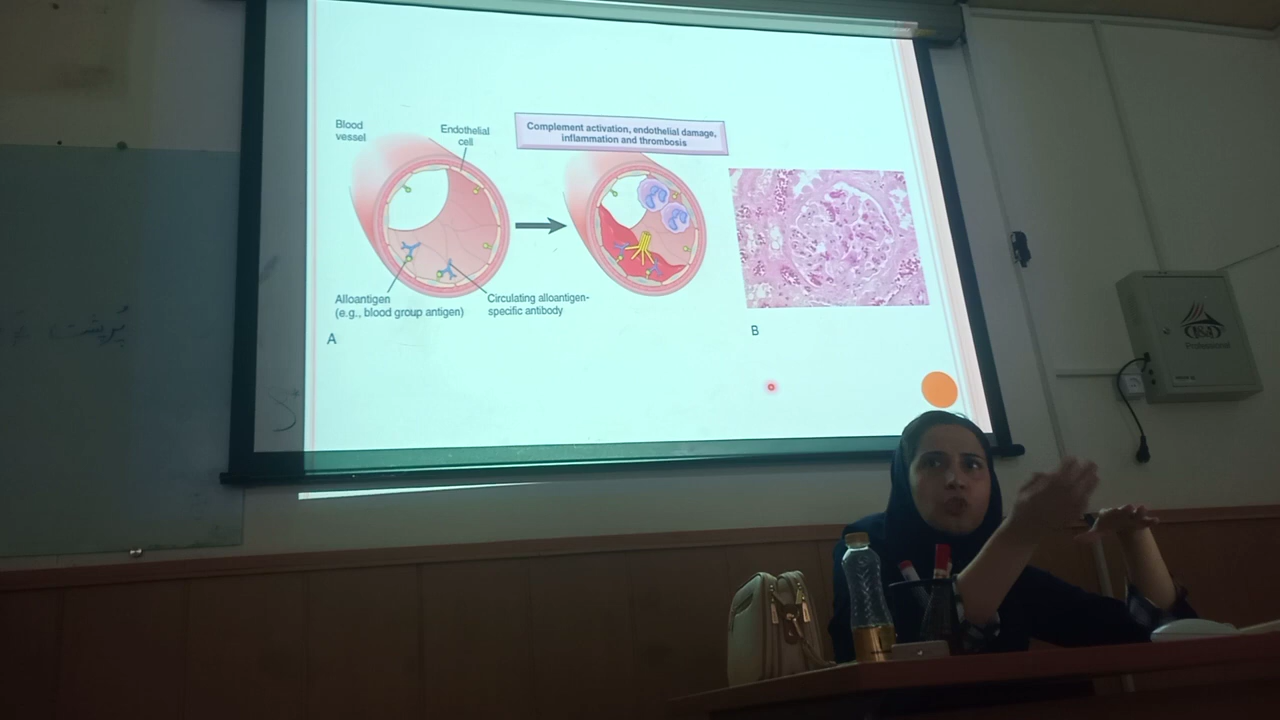 Blood
vessel
Endothelial
cell
Complement activation, endothelial damage,
inflammation and thrombosis
Alloantigen
(e.g., blood group antigen)
Circulating alloantigen-
specific antibody
A
B
Professional